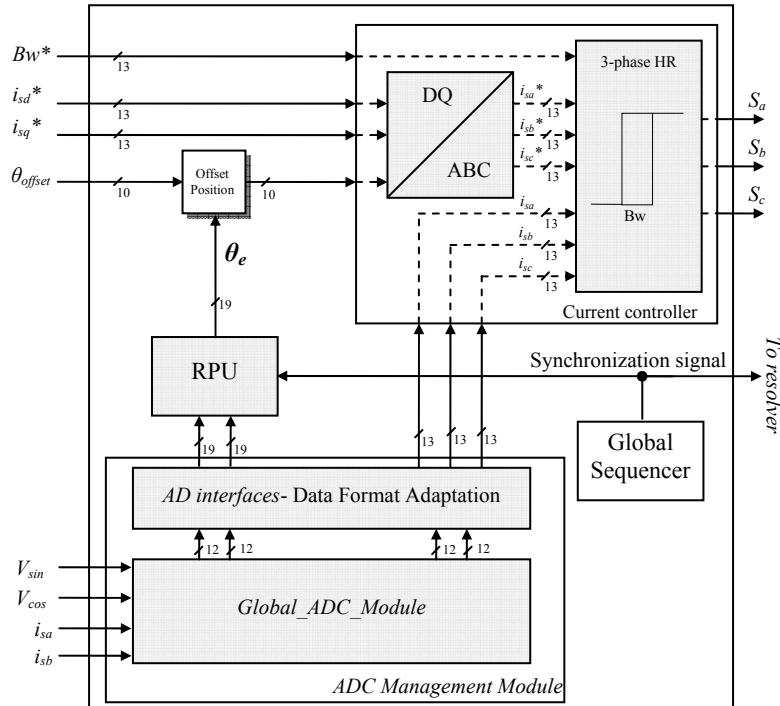 Bw*
13
3-phase HR
i_sd*
13
DQ
i_sa*
13
S_a
i_sq*
13
i_sb*
13
S_b
θ_offset
10
Offset
Position
10
ABC
i_sc*
13
S_c
i_sa
13
Bw
i_sb
13
i_sc
13
θ_e
19
Current controller
RPU
Synchronization signal
To resolver
19
19
13
13
13
Global
Sequencer
AD interfaces- Data Format Adaptation
12
12
12
12
V_sin
V_cos
Global_ADC_Module
i_sa
i_sb
ADC Management Module